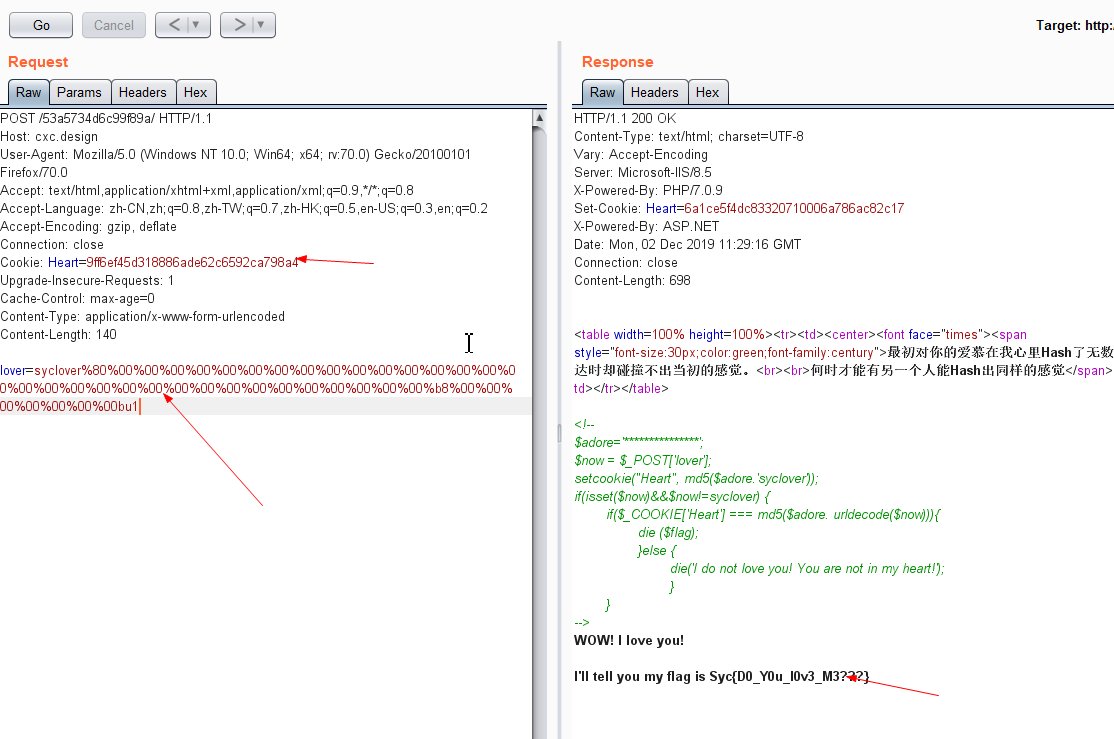 Go
Cancel
<
>
Target: http:
Request
Response
Raw
Params
Headers
Hex
Raw
Headers
Hex
POST /53a5734d6c99f89a/ HTTP/1.1
Host: cxc.design
User-Agent: Mozilla/5.0 (Windows NT 10.0; Win64; x64; rv:70.0) Gecko/20100101
Firefox/70.0
Accept: text/html,application/xhtml+xml,application/xml;q=0.9,*/*;q=0.8
Accept-Language: zh-CN,zh;q=0.8,zh-TW;q=0.7,zh-HK;q=0.5,en-US;q=0.3,en;q=0.2
Accept-Encoding: gzip, deflate
Connection: close
Cookie: Heart=9ff6ef45d318886ade62c6592ca798a4
Upgrade-Insecure-Requests: 1
Cache-Control: max-age=0
Content-Type: application/x-www-form-urlencoded
Content-Length: 140
lover=syclover%80%00%00%00%00%00%00%00%00%00%00%00%00%00%00%0
0%00%00%00%00%00%00%00%00%00%00%00%00%00%00%00%00%b8%00%00%
00%00%00%00%00bu1
HTTP/1.1 200 OK
Content-Type: text/html; charset=UTF-8
Vary: Accept-Encoding
Server: Microsoft-IIS/8.5
X-Powered-By: PHP/7.0.9
Set-Cookie: Heart=6a1ce5f4dc83320710006a786ac82c17
X-Powered-By: ASP.NET
Date: Mon, 02 Dec 2019 11:29:16 GMT
Connection: close
Content-Length: 698
<table width=100% height=100%><tr><td><center><font face="times"><span
style="font-size:30px;color:green;font-family:century">最初对你的爱慕在我心里Hash了无数
达时却碰撞不出当初的感觉。<br><br>何时才能有另一个人能Hash出同样的感觉</span>
td></tr></table>
<!--
$adore='***************';
$now = $_POST['lover'];
setcookie("Heart", md5($adore.'syclover'));
if(isset($now)&&$now!=syclover) {
if($_COOKIE['Heart'] === md5($adore. urldecode($now))){
die ($flag);
}else {
die('I do not love you! You are not in my heart!');
}
}
-->
WOW! I love you!
I'll tell you my flag is Syc{D0_Y0u_l0v3_M3???}